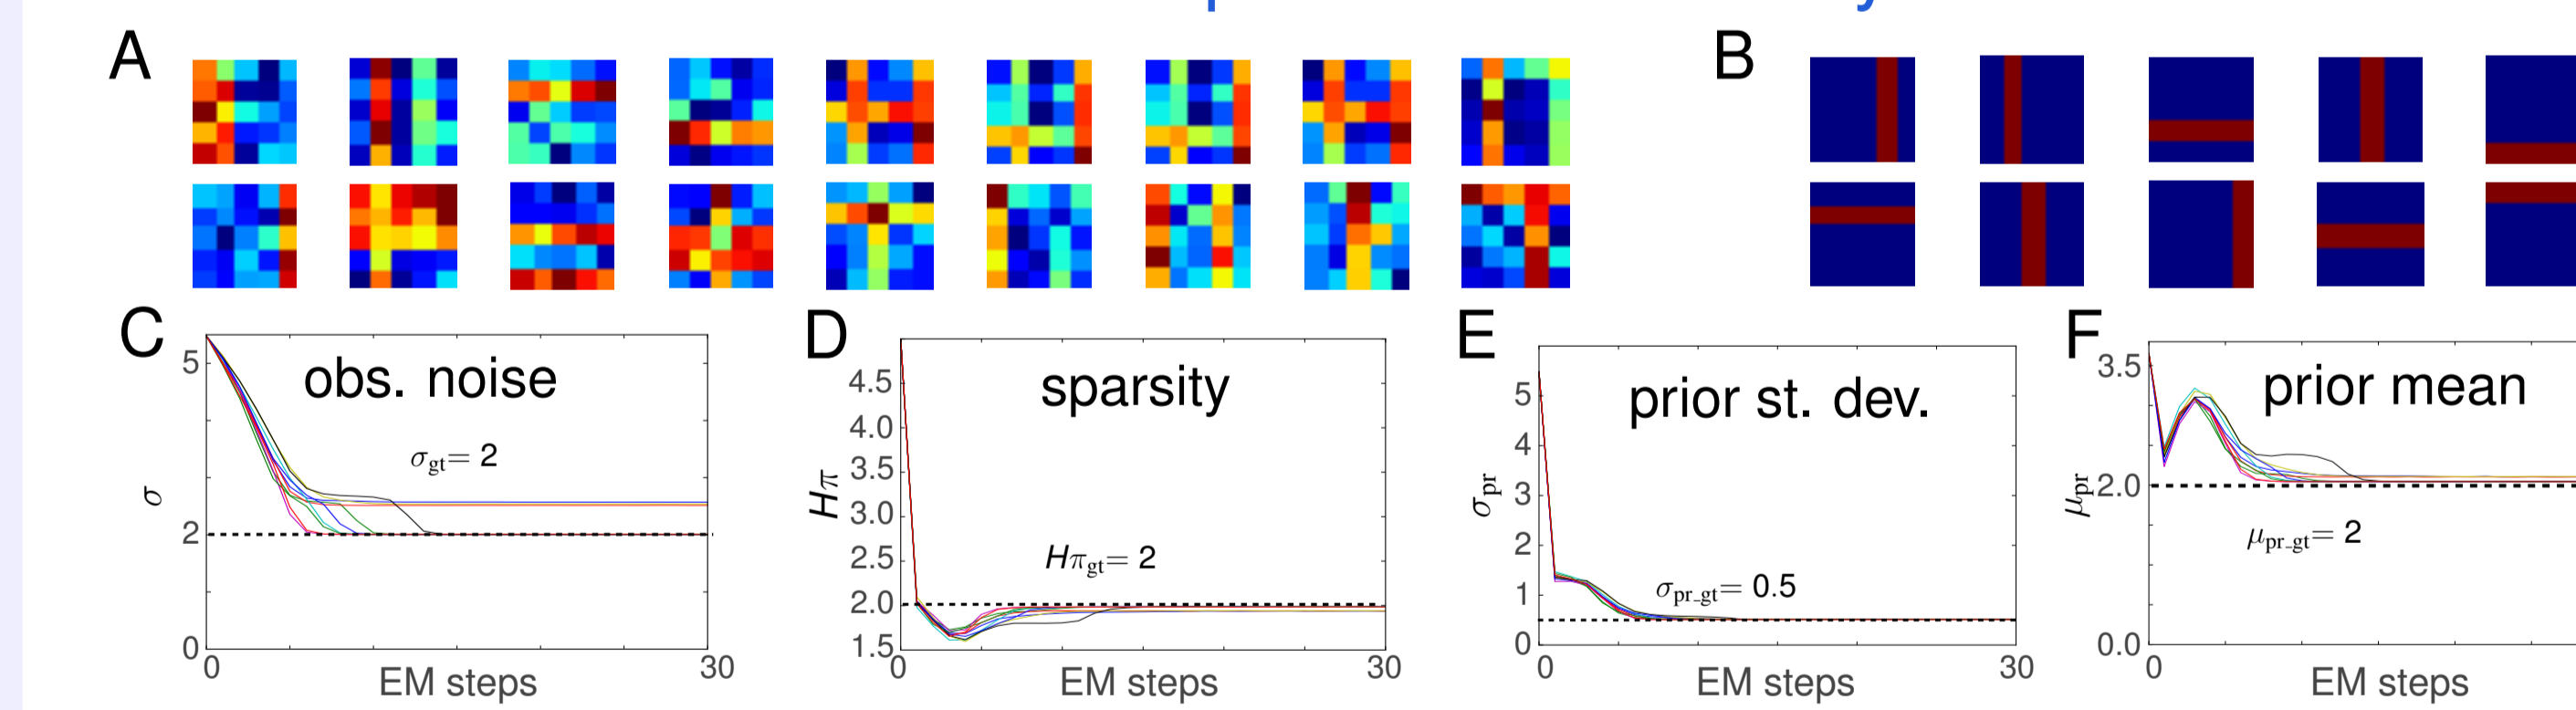 A
B
C
obs. noise
σgt= 2
σ
5
2
0
0
30
EM steps
D
sparsity
Hπgt= 2
Hπ
4.5
4.0
3.5
3.0
2.5
2.0
1.5
0
30
EM steps
E
prior st. dev.
σpr_gt= 0.5
σpr
5
4
3
2
1
0
0
30
EM steps
F
prior mean
μpr_gt= 2
μpr
3.5
2.0
0.0
0
EM steps